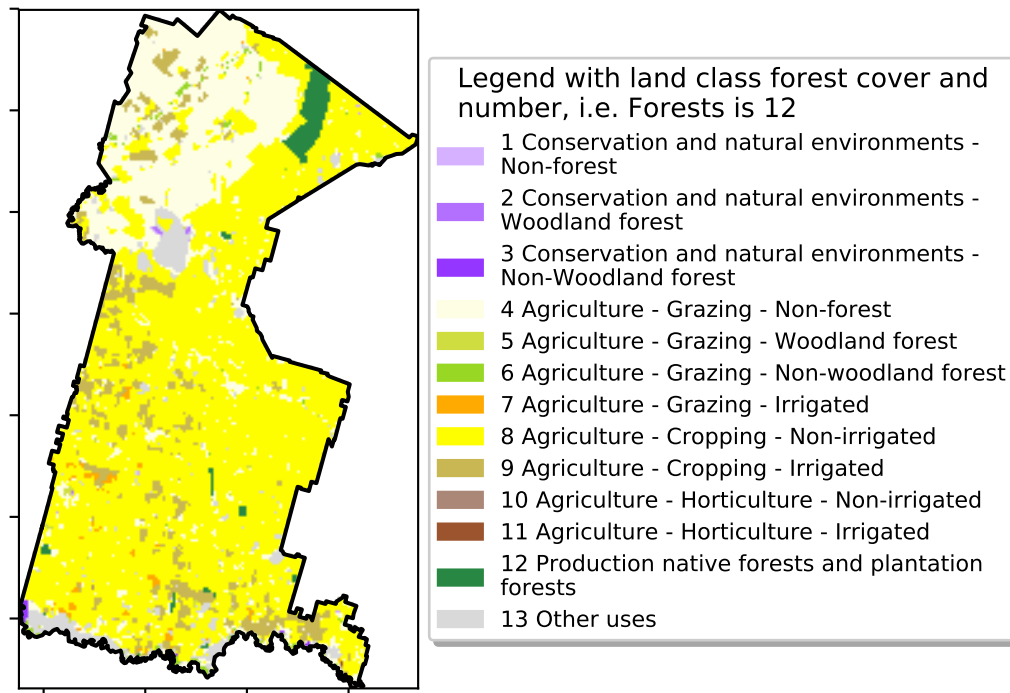 Legend with land class forest cover and
number, i.e. Forests is 12
1 Conservation and natural environments -
Non-forest
2 Conservation and natural environments -
Woodland forest
3 Conservation and natural environments -
Non-Woodland forest
4 Agriculture - Grazing - Non-forest
5 Agriculture - Grazing - Woodland forest
6 Agriculture - Grazing - Non-woodland forest
7 Agriculture - Grazing - Irrigated
8 Agriculture - Cropping - Non-irrigated
9 Agriculture - Cropping - Irrigated
10 Agriculture - Horticulture - Non-irrigated
11 Agriculture - Horticulture - Irrigated
12 Production native forests and plantation
forests
13 Other uses